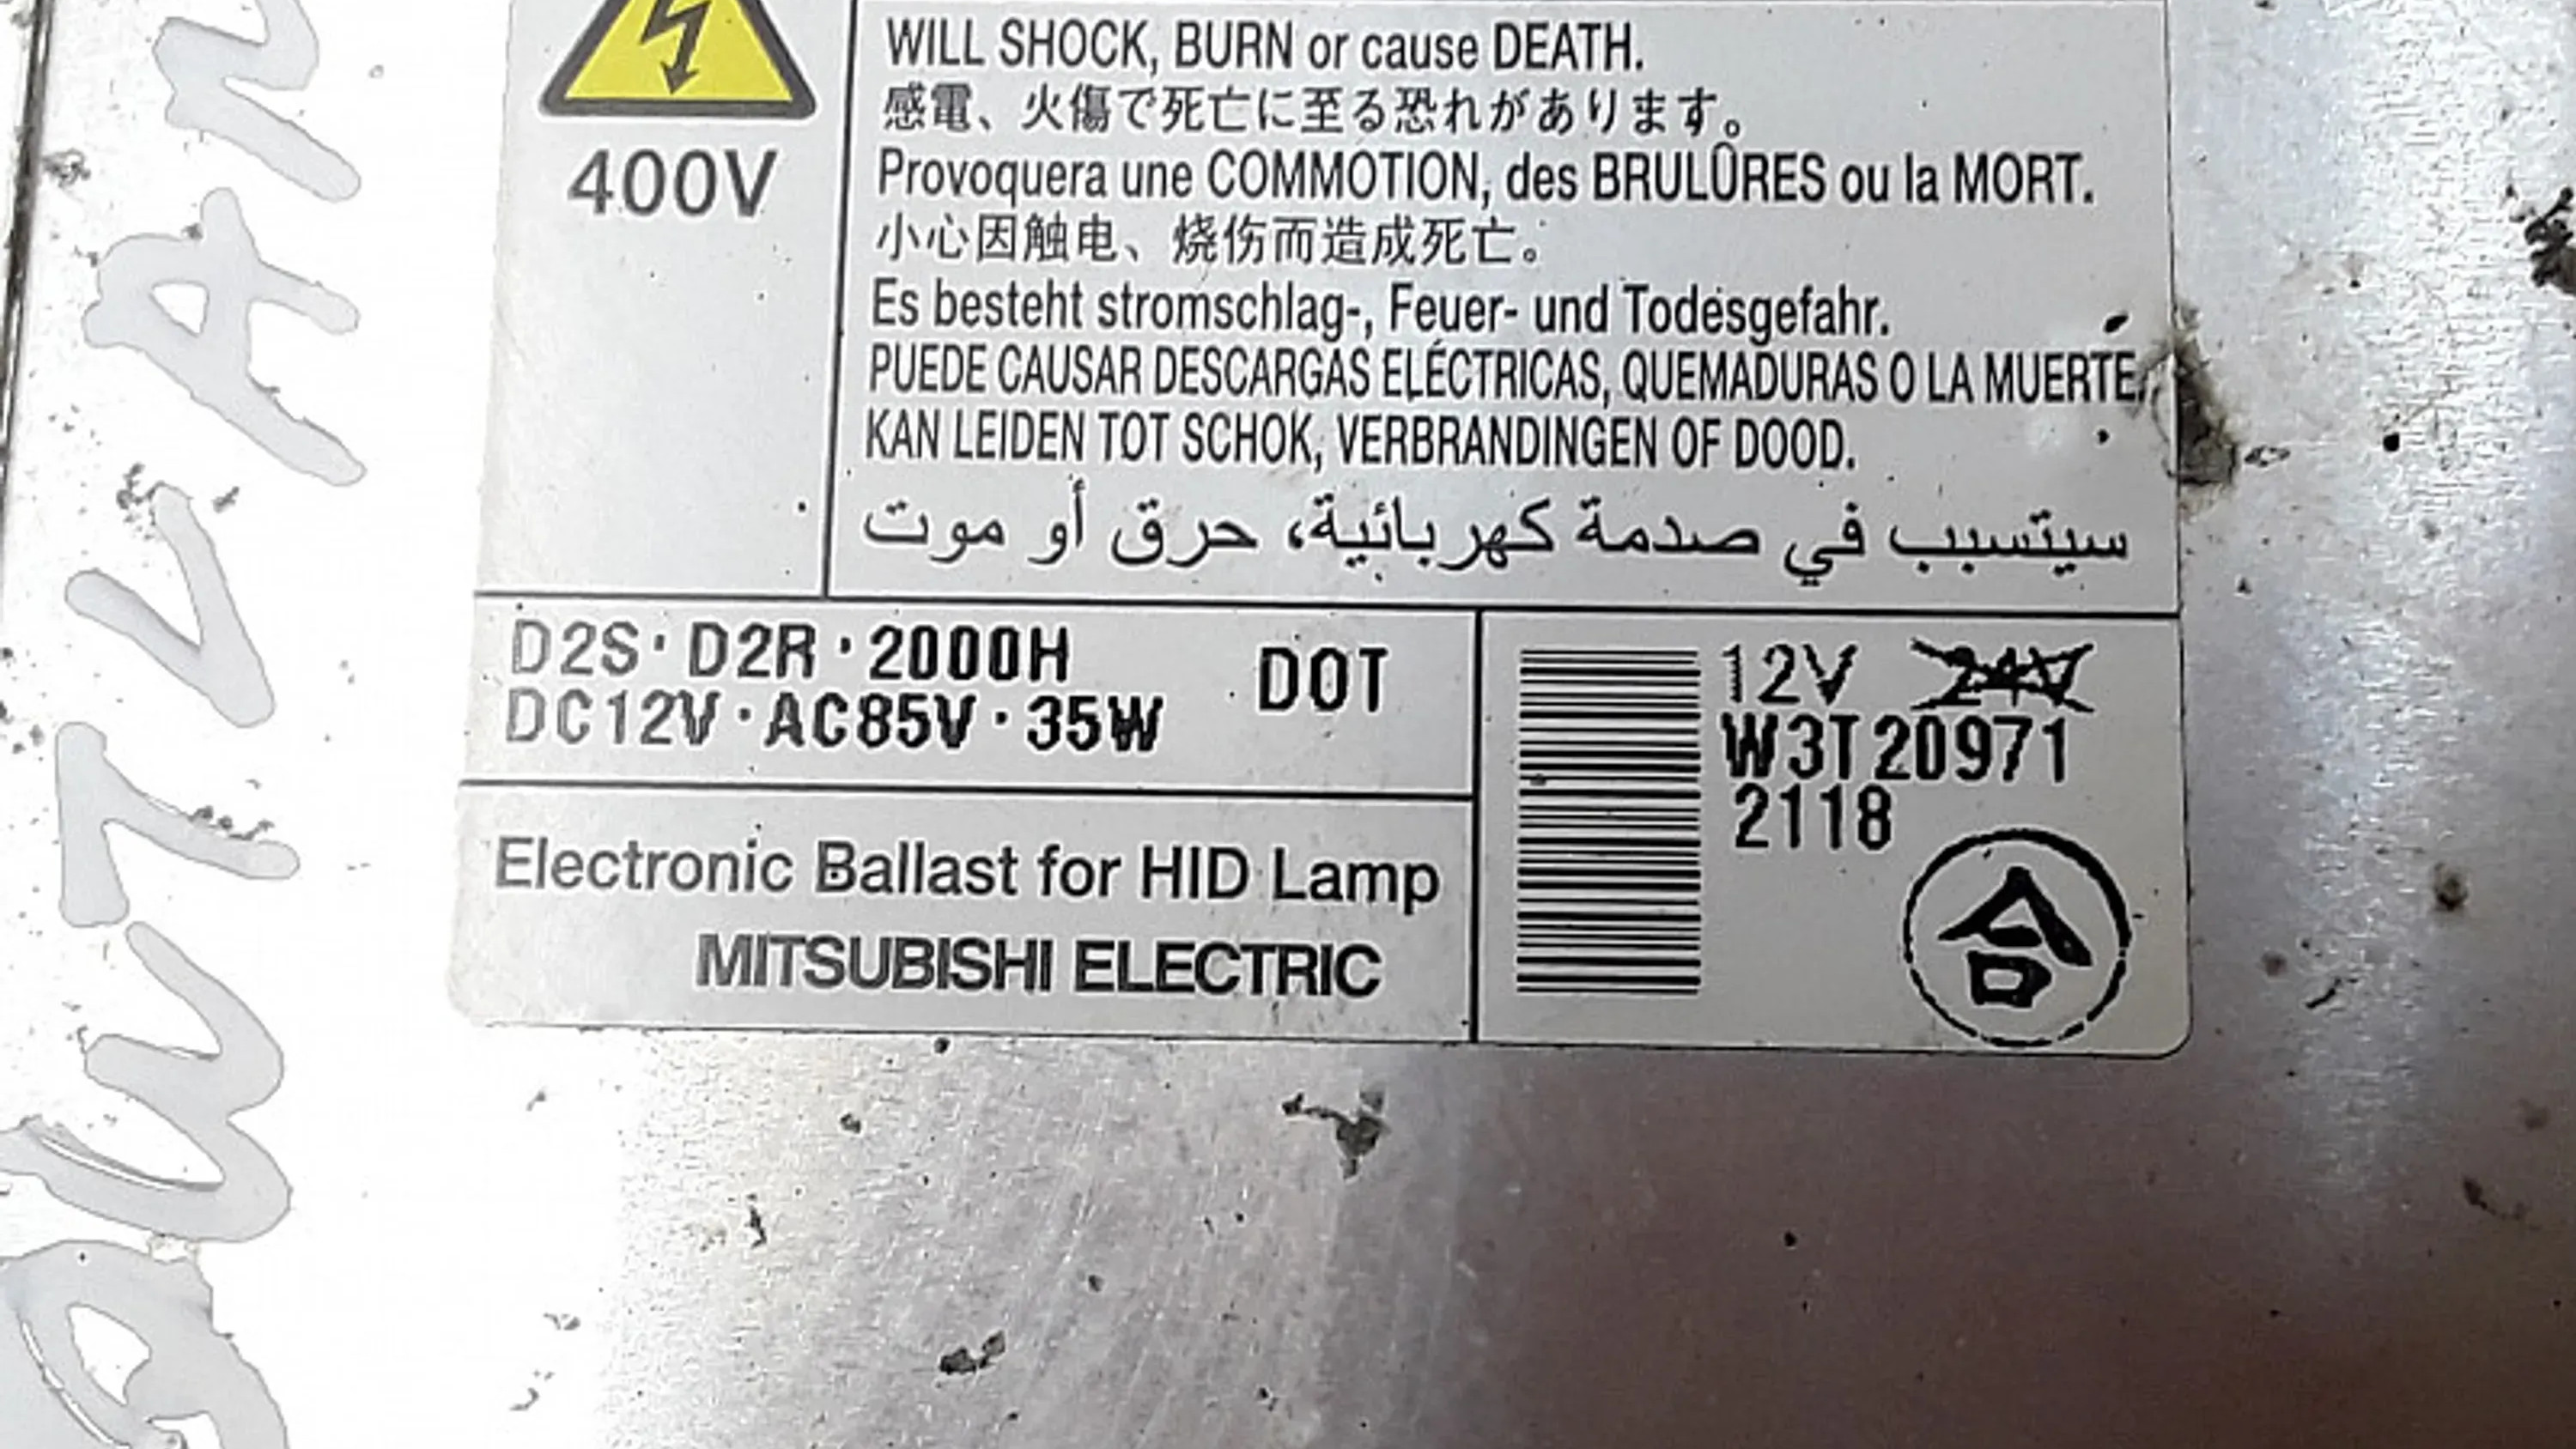 400V
WILL SHOCK, BURN or cause DEATH.
感電、火傷で死亡に至る恐れがあります。
Provoquera une COMMOTION, des BRULÛRES ou la MORT.
小心因触电、烧伤而造成死亡。
Es besteht stromschlag-, Feuer- und Todesgefahr.
PUEDE CAUSAR DESCARGAS ELÉCTRICAS, QUEMADURAS O LA MUERTE.
KAN LEIDEN TOT SCHOK, VERBRANDINGEN OF DOOD.
سيتسبب في صدمة كهربائية، حرق أو موت
D2S・D2R・2000H DOT
DC12V・AC85V・35W
Electronic Ballast for HID Lamp
MITSUBISHI ELECTRIC
12V 24V
W3T20971
2118
合